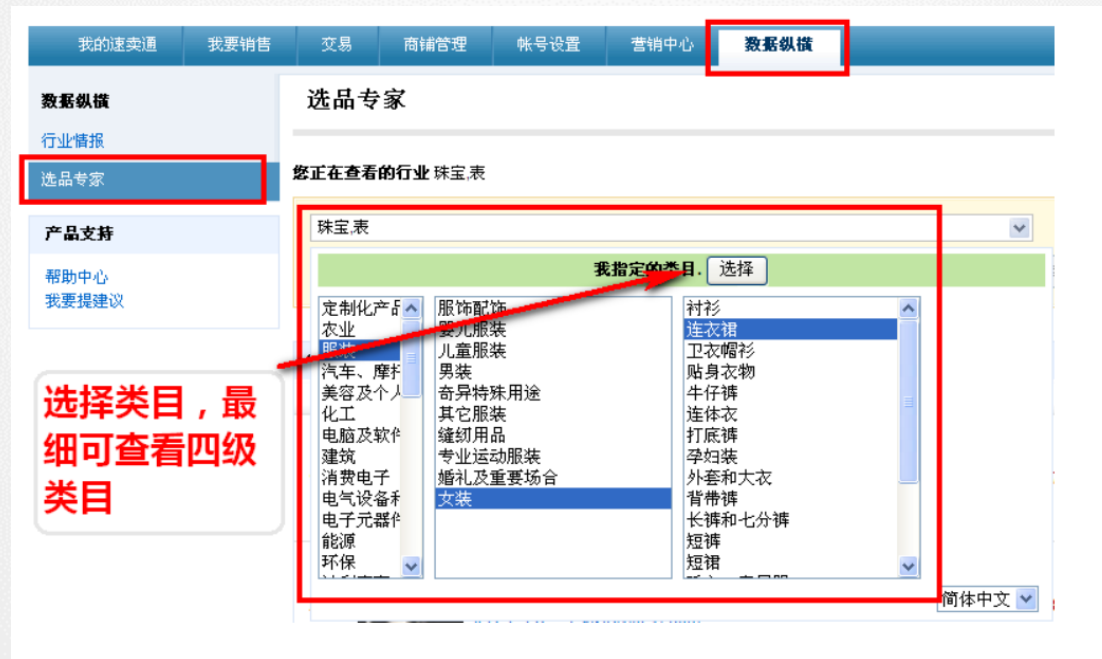 我的速卖通 我要销售 交易 商铺管理 帐号设置 营销中心 数据纵横
数据纵横
行业情报
选品专家
产品支持
帮助中心
我要提建议
选品专家
您正在查看的行业 珠宝,表
珠宝,表
我指定的类目. 选择
定制化产品
农业
服装
汽车、摩托
美容及个人
化工
电脑及软件
建筑
消费电子
电气设备和
电子元器件
能源
环保
服饰配饰
婴儿服装
儿童服装
男装
奇异特殊用途
其它服装
缝纫用品
专业运动服装
婚礼及重要场合
女装
衬衫
连衣裙
卫衣帽衫
贴身衣物
牛仔裤
连体衣
打底裤
孕妇装
外套和大衣
背带裤
长裤和七分裤
短裤
短裙
简体中文
选择类目，最
细可查看四级
类目